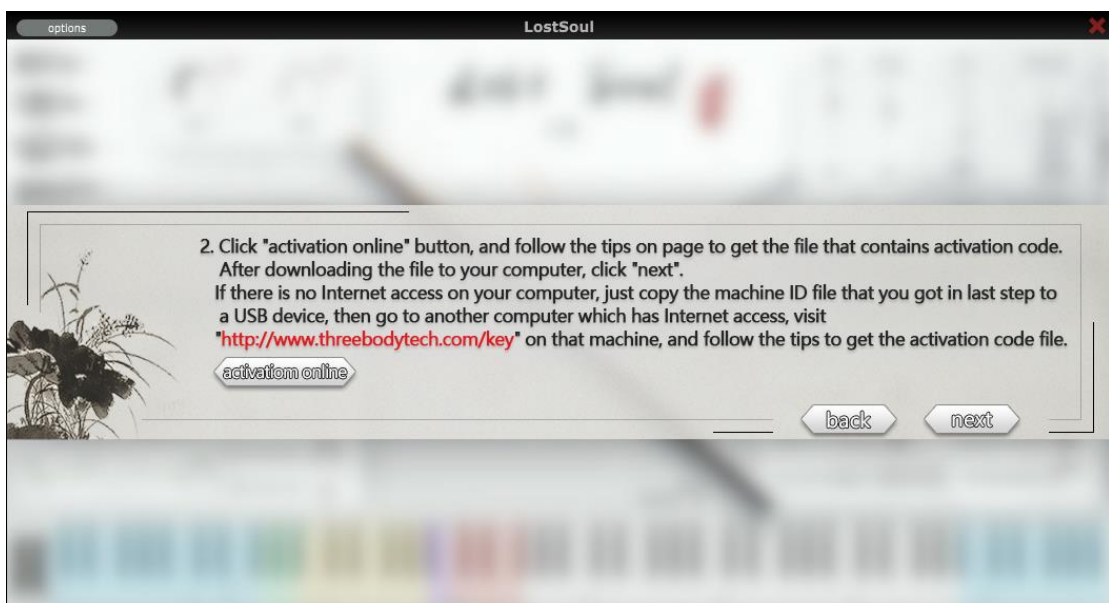 options
LostSoul
2. Click "activation online" button, and follow the tips on page to get the file that contains activation code.
After downloading the file to your computer, click "next".
If there is no Internet access on your computer, just copy the machine ID file that you got in last step to
a USB device, then go to another computer which has Internet access, visit
"http://www.threebodytech.com/key" on that machine, and follow the tips to get the activation code file.
activatiom online
back
next